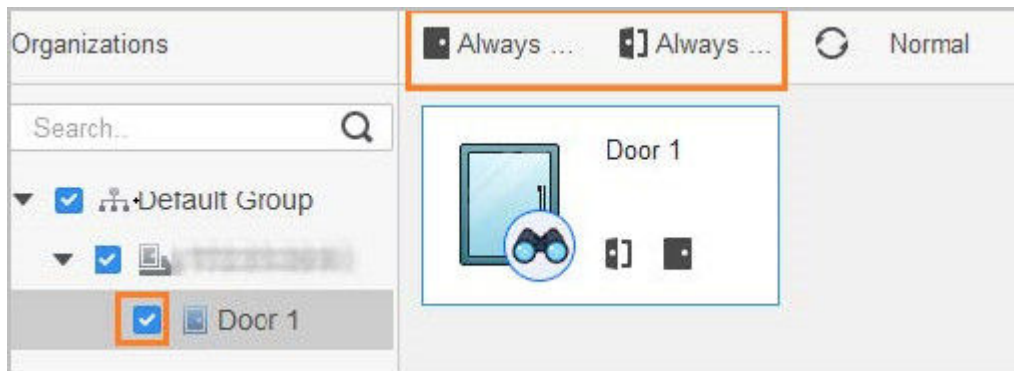 Organizations
Always ... Always ... Normal
Search..
Default Group
Door 1
Door 1